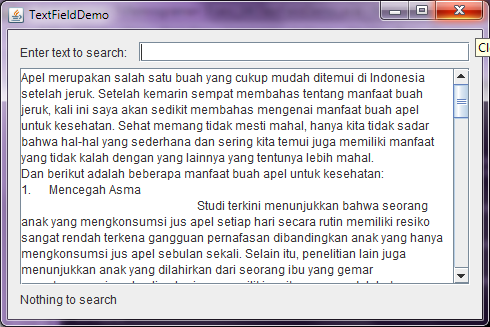 TextFieldDemo
Enter text to search:
Apel merupakan salah satu buah yang cukup mudah ditemui di Indonesia
setelah jeruk. Setelah kemarin sempat membahas tentang manfaat buah
jeruk, kali ini saya akan sedikit membahas mengenai manfaat buah apel
untuk kesehatan. Sehat memang tidak mesti mahal, hanya kita tidak sadar
bahwa hal-hal yang sederhana dan sering kita temui juga memiliki manfaat
yang tidak kalah dengan yang lainnya yang tentunya lebih mahal.
Dan berikut adalah beberapa manfaat buah apel untuk kesehatan:
1. Mencegah Asma
Studi terkini menunjukkan bahwa seorang
anak yang mengkonsumsi jus apel setiap hari secara rutin memiliki resiko
sangat rendah terkena gangguan pernafasan dibandingkan anak yang hanya
mengkonsumsi jus apel sebulan sekali. Selain itu, penelitian lain juga
menunjukkan anak yang dilahirkan dari seorang ibu yang gemar
Nothing to search